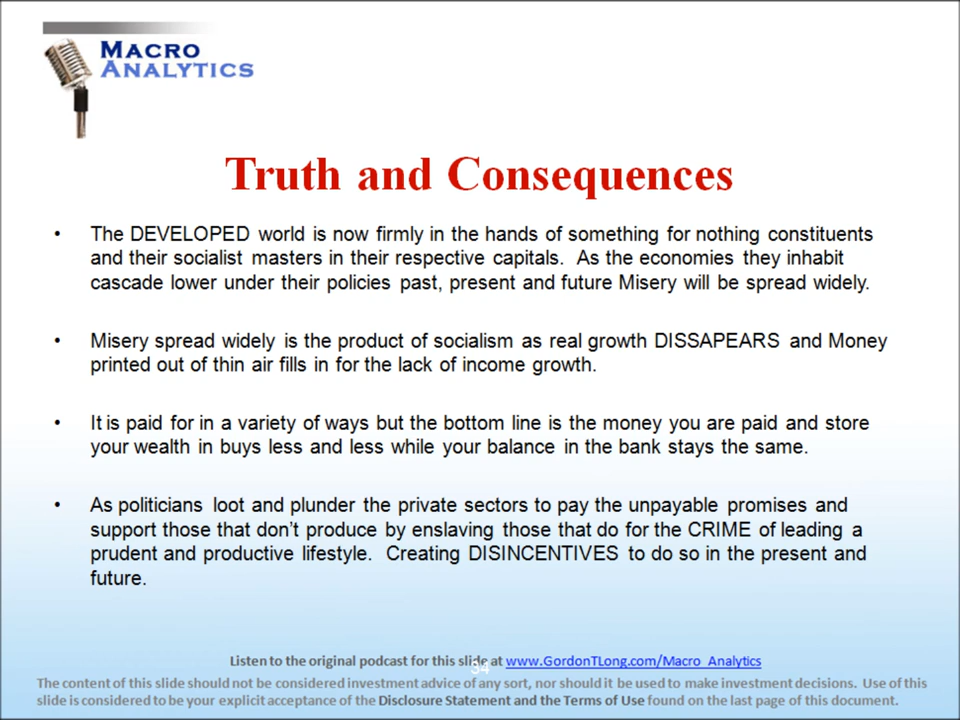 MACRO
ANALYTICS
Truth and Consequences
• The DEVELOPED world is now firmly in the hands of something for nothing constituents
and their socialist masters in their respective capitals. As the economies they inhabit
cascade lower under their policies past, present and future Misery will be spread widely.
• Misery spread widely is the product of socialism as real growth DISSAPEARS and Money
printed out of thin air fills in for the lack of income growth.
• It is paid for in a variety of ways but the bottom line is the money you are paid and store
your wealth in buys less and less while your balance in the bank stays the same.
• As politicians loot and plunder the private sectors to pay the unpayable promises and
support those that don't produce by enslaving those that do for the CRIME of leading a
prudent and productive lifestyle. Creating DISINCENTIVES to do so in the present and
future.
Listen to the original podcast for this slide at www.GordonTLong.com/Macro_Analytics
34
The content of this slide should not be considered investment advice of any sort, nor should it be used to make investment decisions. Use of this
slide is considered to be your explicit acceptance of the Disclosure Statement and the Terms of Use found on the last page of this document.